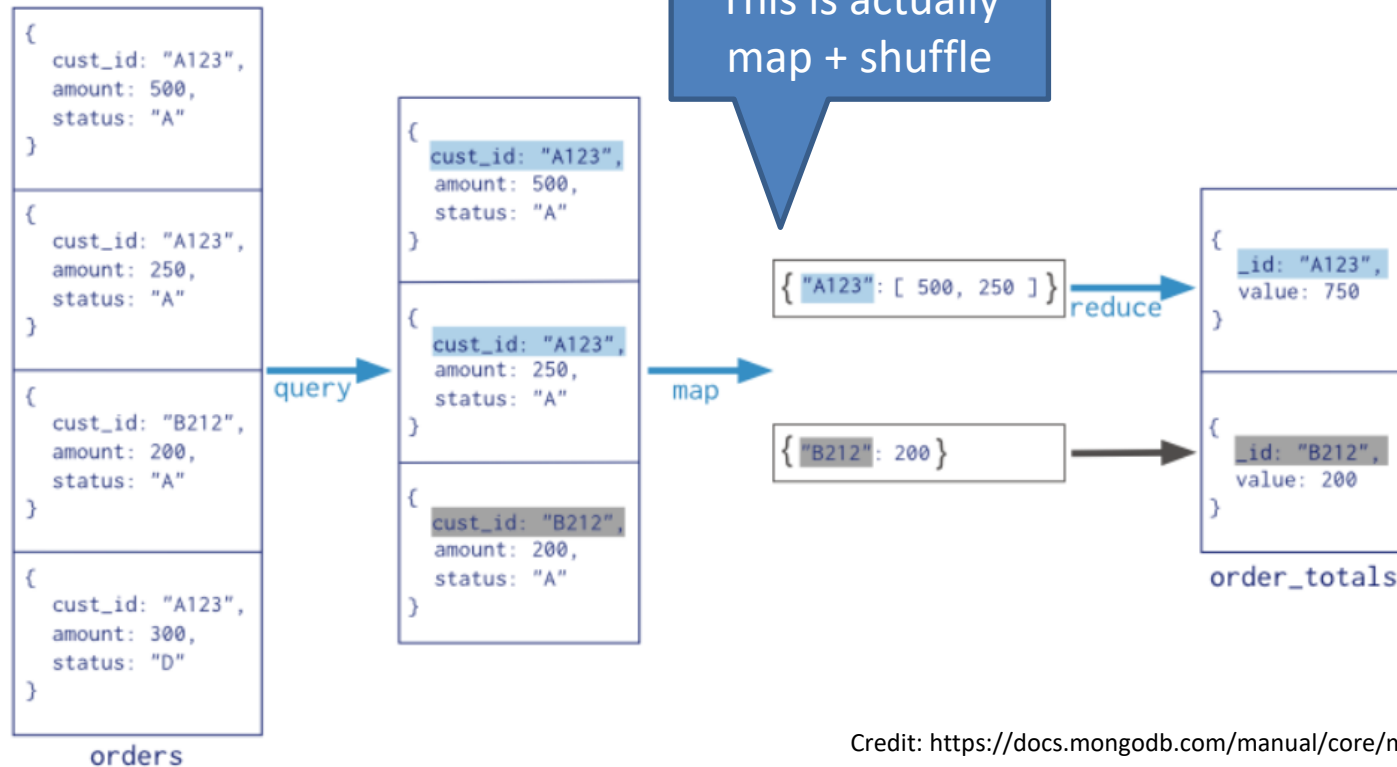 {
cust_id: "A123",
amount: 500,
status: "A"
}
{
cust_id: "A123",
amount: 250,
status: "A"
}
{
cust_id: "B212",
amount: 200,
status: "A"
}
{
cust_id: "A123",
amount: 300,
status: "D"
}
orders
query
{
cust_id: "A123",
amount: 500,
status: "A"
}
{
cust_id: "A123",
amount: 250,
status: "A"
}
{
cust_id: "B212",
amount: 200,
status: "A"
}
map
This is actually
map + shuffle
{ "A123": [ 500, 250 ] }
reduce
{ "B212": 200 }
{
_id: "A123",
value: 750
}
{
_id: "B212",
value: 200
}
order_totals
Credit: https://docs.mongodb.com/manual/core/m